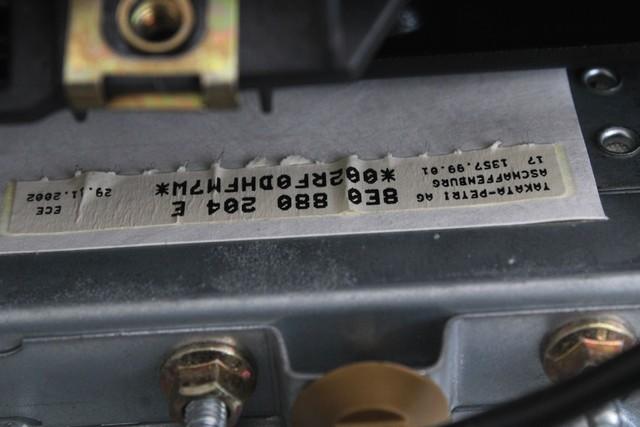 TAKATA-PETRI AG
ASCHAFFENBURG
17 1357.99.01
8E0 880 204 E
*002RF0DHFM7W*
ECE
29.11.2002